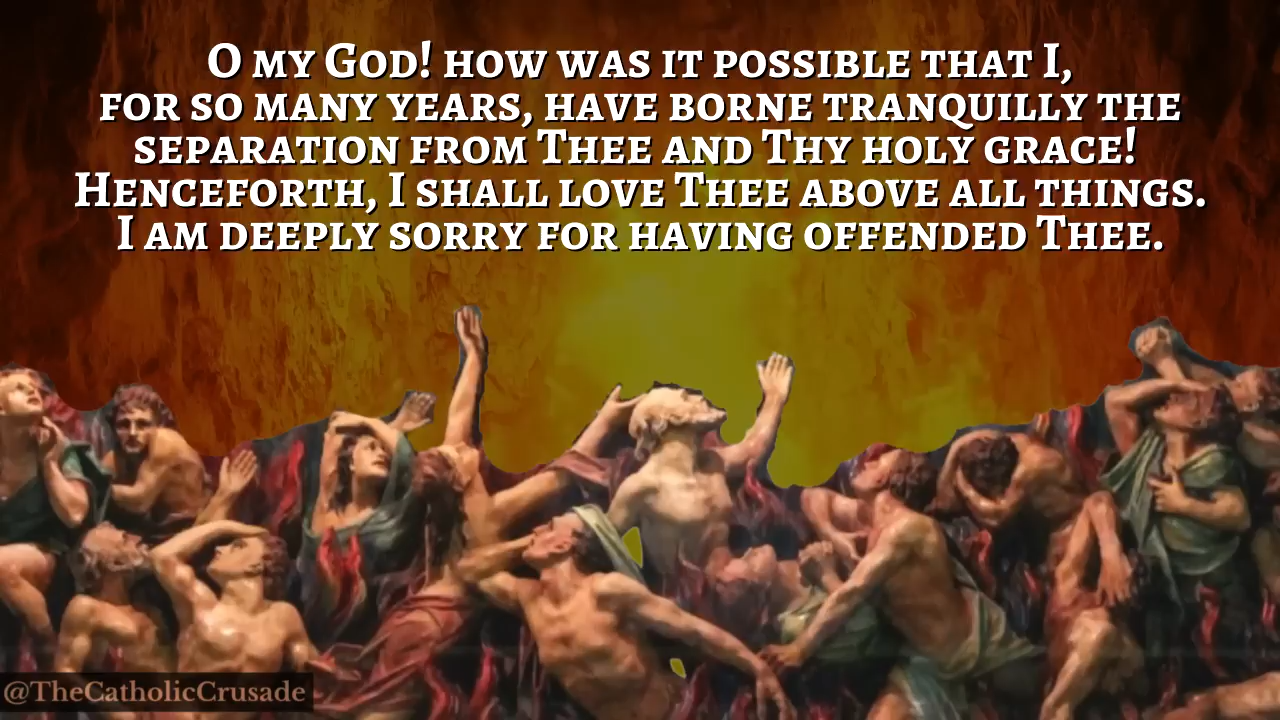 O my God! how was it possible that I,
for so many years, have borne tranquilly the
separation from Thee and Thy holy grace!
Henceforth, I shall love Thee above all things.
I am deeply sorry for having offended Thee.
@TheCatholicCrusade